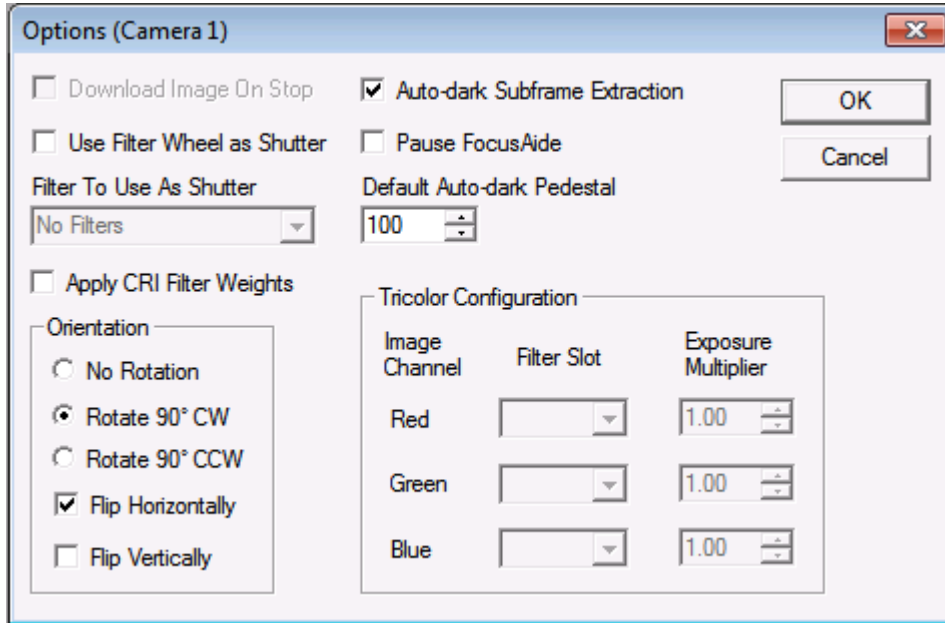 Options (Camera 1)
Download Image On Stop
Auto-dark Subframe Extraction
OK
Use Filter Wheel as Shutter
Pause FocusAide
Cancel
Filter To Use As Shutter
Default Auto-dark Pedestal
No Filters
100
Apply CRI Filter Weights
Tricolor Configuration
Orientation
Image Channel
Filter Slot
Exposure Multiplier
No Rotation
Rotate 90° CW
Red
1.00
Rotate 90° CCW
Green
1.00
Flip Horizontally
Blue
1.00
Flip Vertically